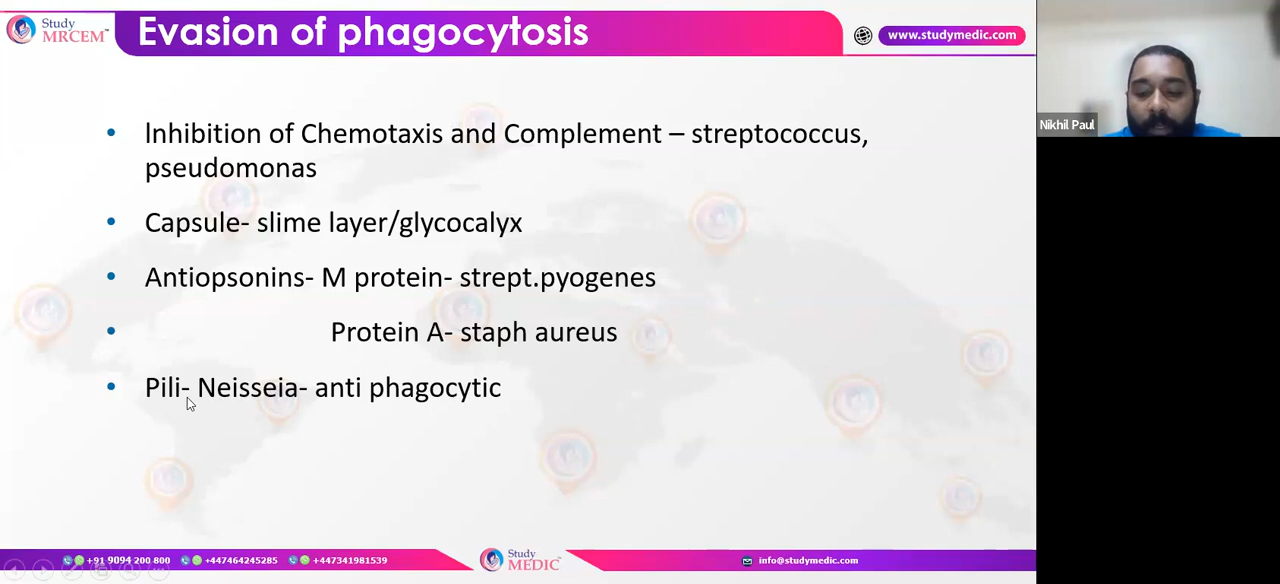 Study
MRCEM™
Evasion of phagocytosis
www.studymedic.com
Nikhil Paul
• Inhibition of Chemotaxis and Complement – streptococcus,
pseudomonas
• Capsule- slime layer/glycocalyx
• Antiopsonins- M protein- strept.pyogenes
• Protein A- staph aureus
• Pili- Neisseia- anti phagocytic
+91 9094 200 800 +447464245285 +447341981539
Study
MEDIC™
info@studymedic.com